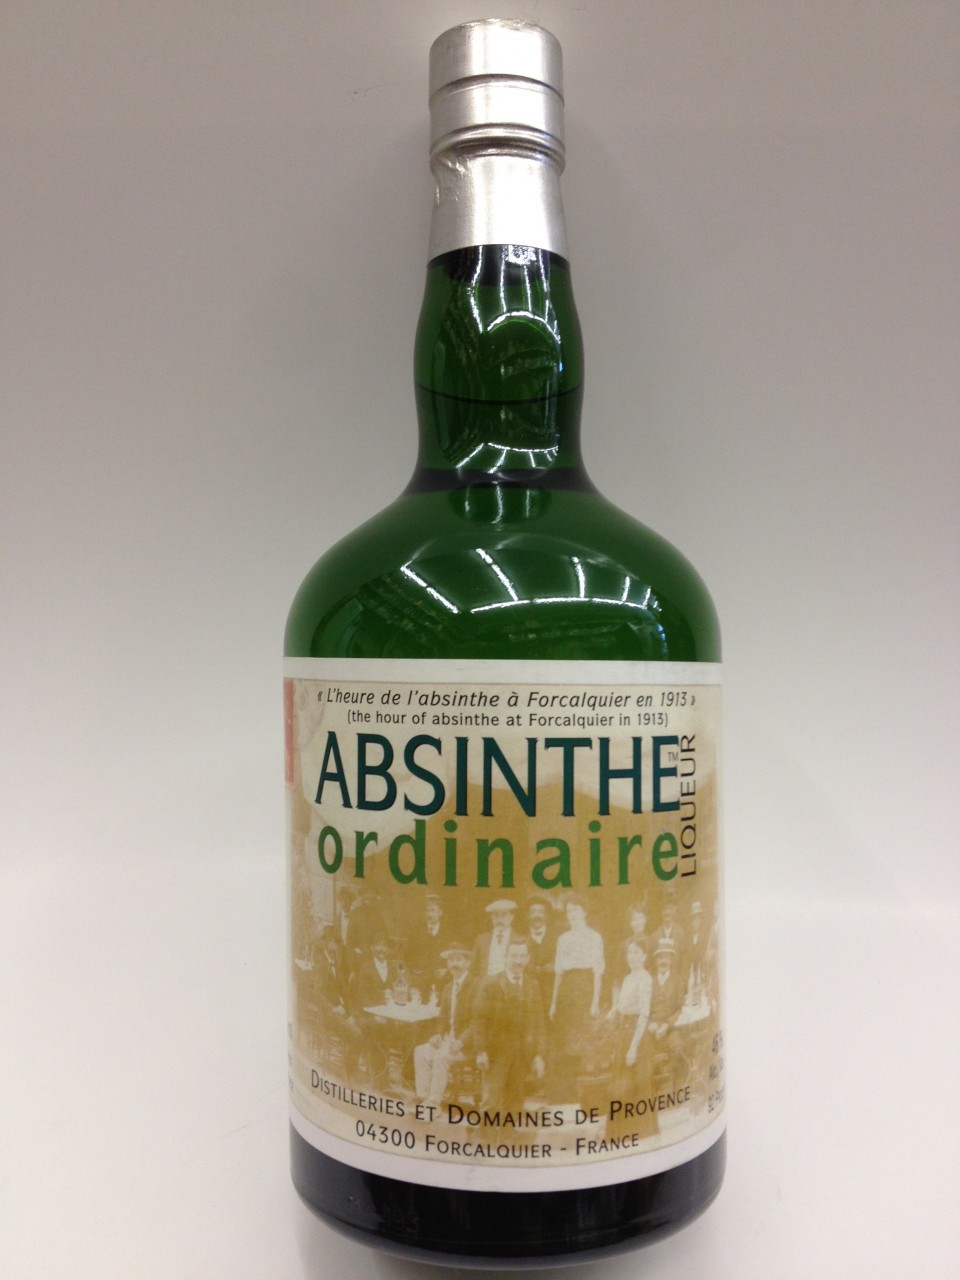 « L'heure de l'absinthe à Forcalquier en 1913 »
(the hour of absinthe at Forcalquier in 1913)
ABSINTHE™
LIQUEUR
ordinaire
DISTILLERIES ET DOMAINES DE PROVENCE
04300 FORCALQUIER - FRANCE